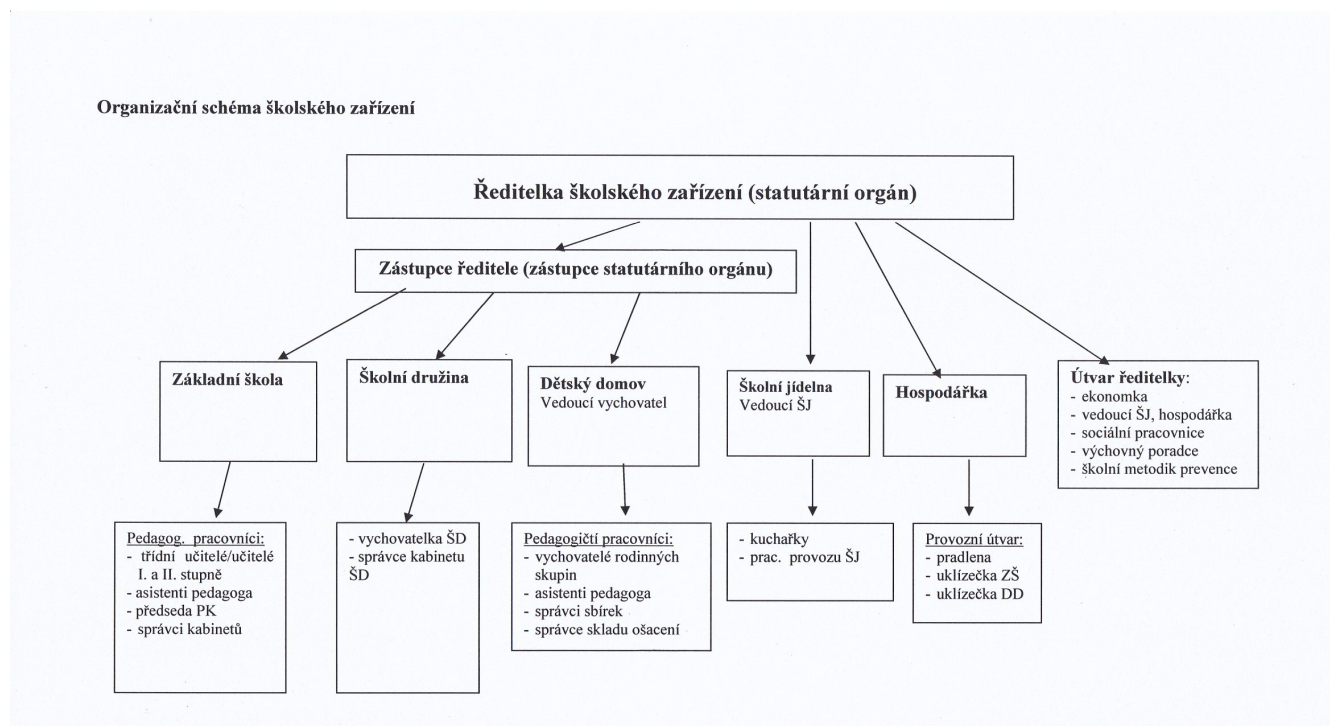 Organizační schéma školského zařízení
Ředitelka školského zařízení (statutární orgán)
Zástupce ředitele (zástupce statutárního orgánu)
Základní škola
Školní družina
Dětský domov
Vedoucí vychovatel
Školní jídelna
Vedoucí ŠJ
Hospodářka
Útvar ředitelky:
- ekonomka
- vedoucí ŠJ, hospodářka
- sociální pracovnice
- výchovný poradce
- školní metodik prevence
Pedagog. pracovníci:
- třídní učitelé/učitelé
I. a II. stupně
- asistenti pedagoga
- předseda PK
- správci kabinetů
- vychovatelka ŠD
- správce kabinetu
ŠD
Pedagogičtí pracovníci:
- vychovatelé rodinných
skupin
- asistenti pedagoga
- správci sbírek
- správce skladu ošacení
- kuchařky
- prac. provozu ŠJ
Provozní útvar:
- pradlena
- uklízečka ZŠ
- uklízečka DD